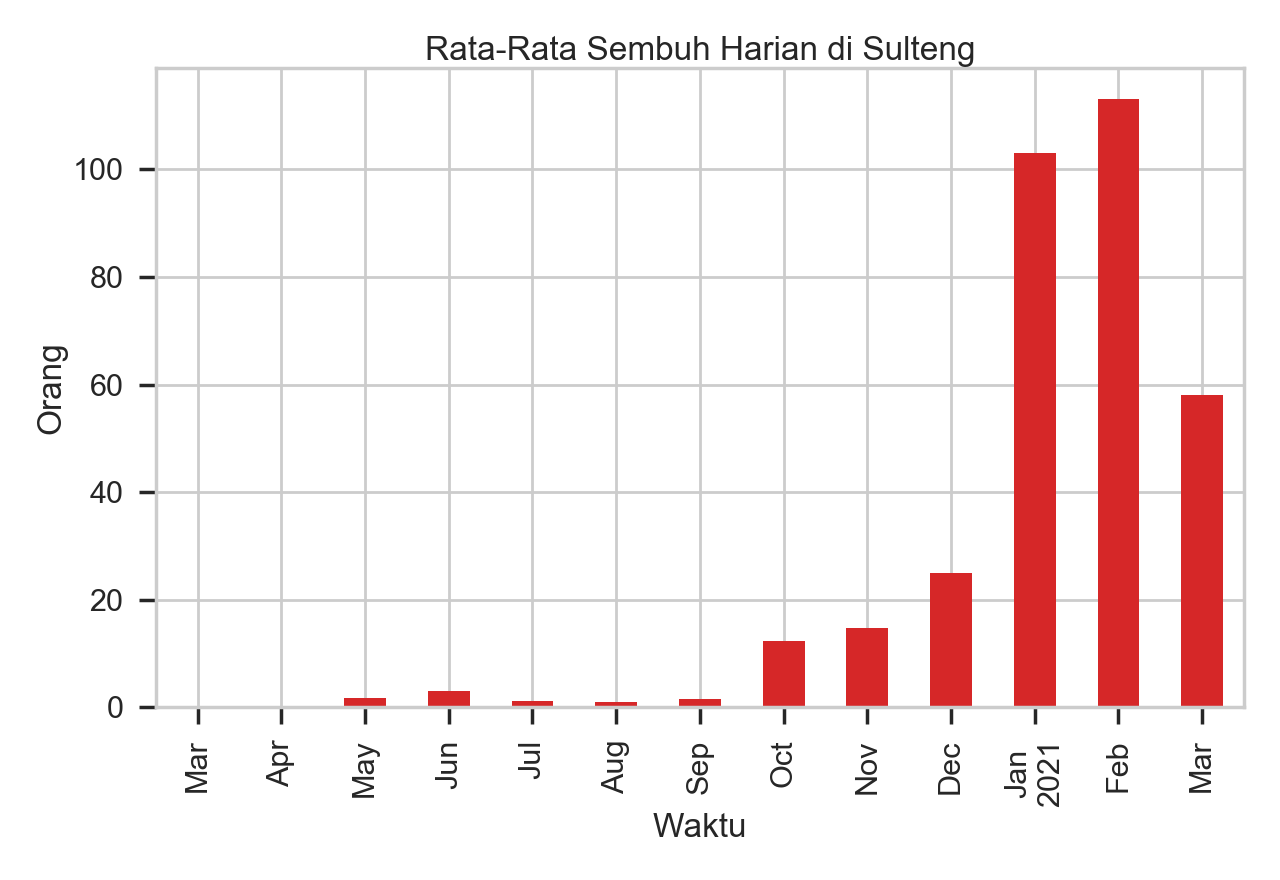 Rata-Rata Sembuh Harian di Sulteng
100
80
60
40
20
0
Orang
Mar
Apr
May
Jun
Jul
Aug
Sep
Oct
Nov
Dec
Jan
2021
Feb
Mar
Waktu